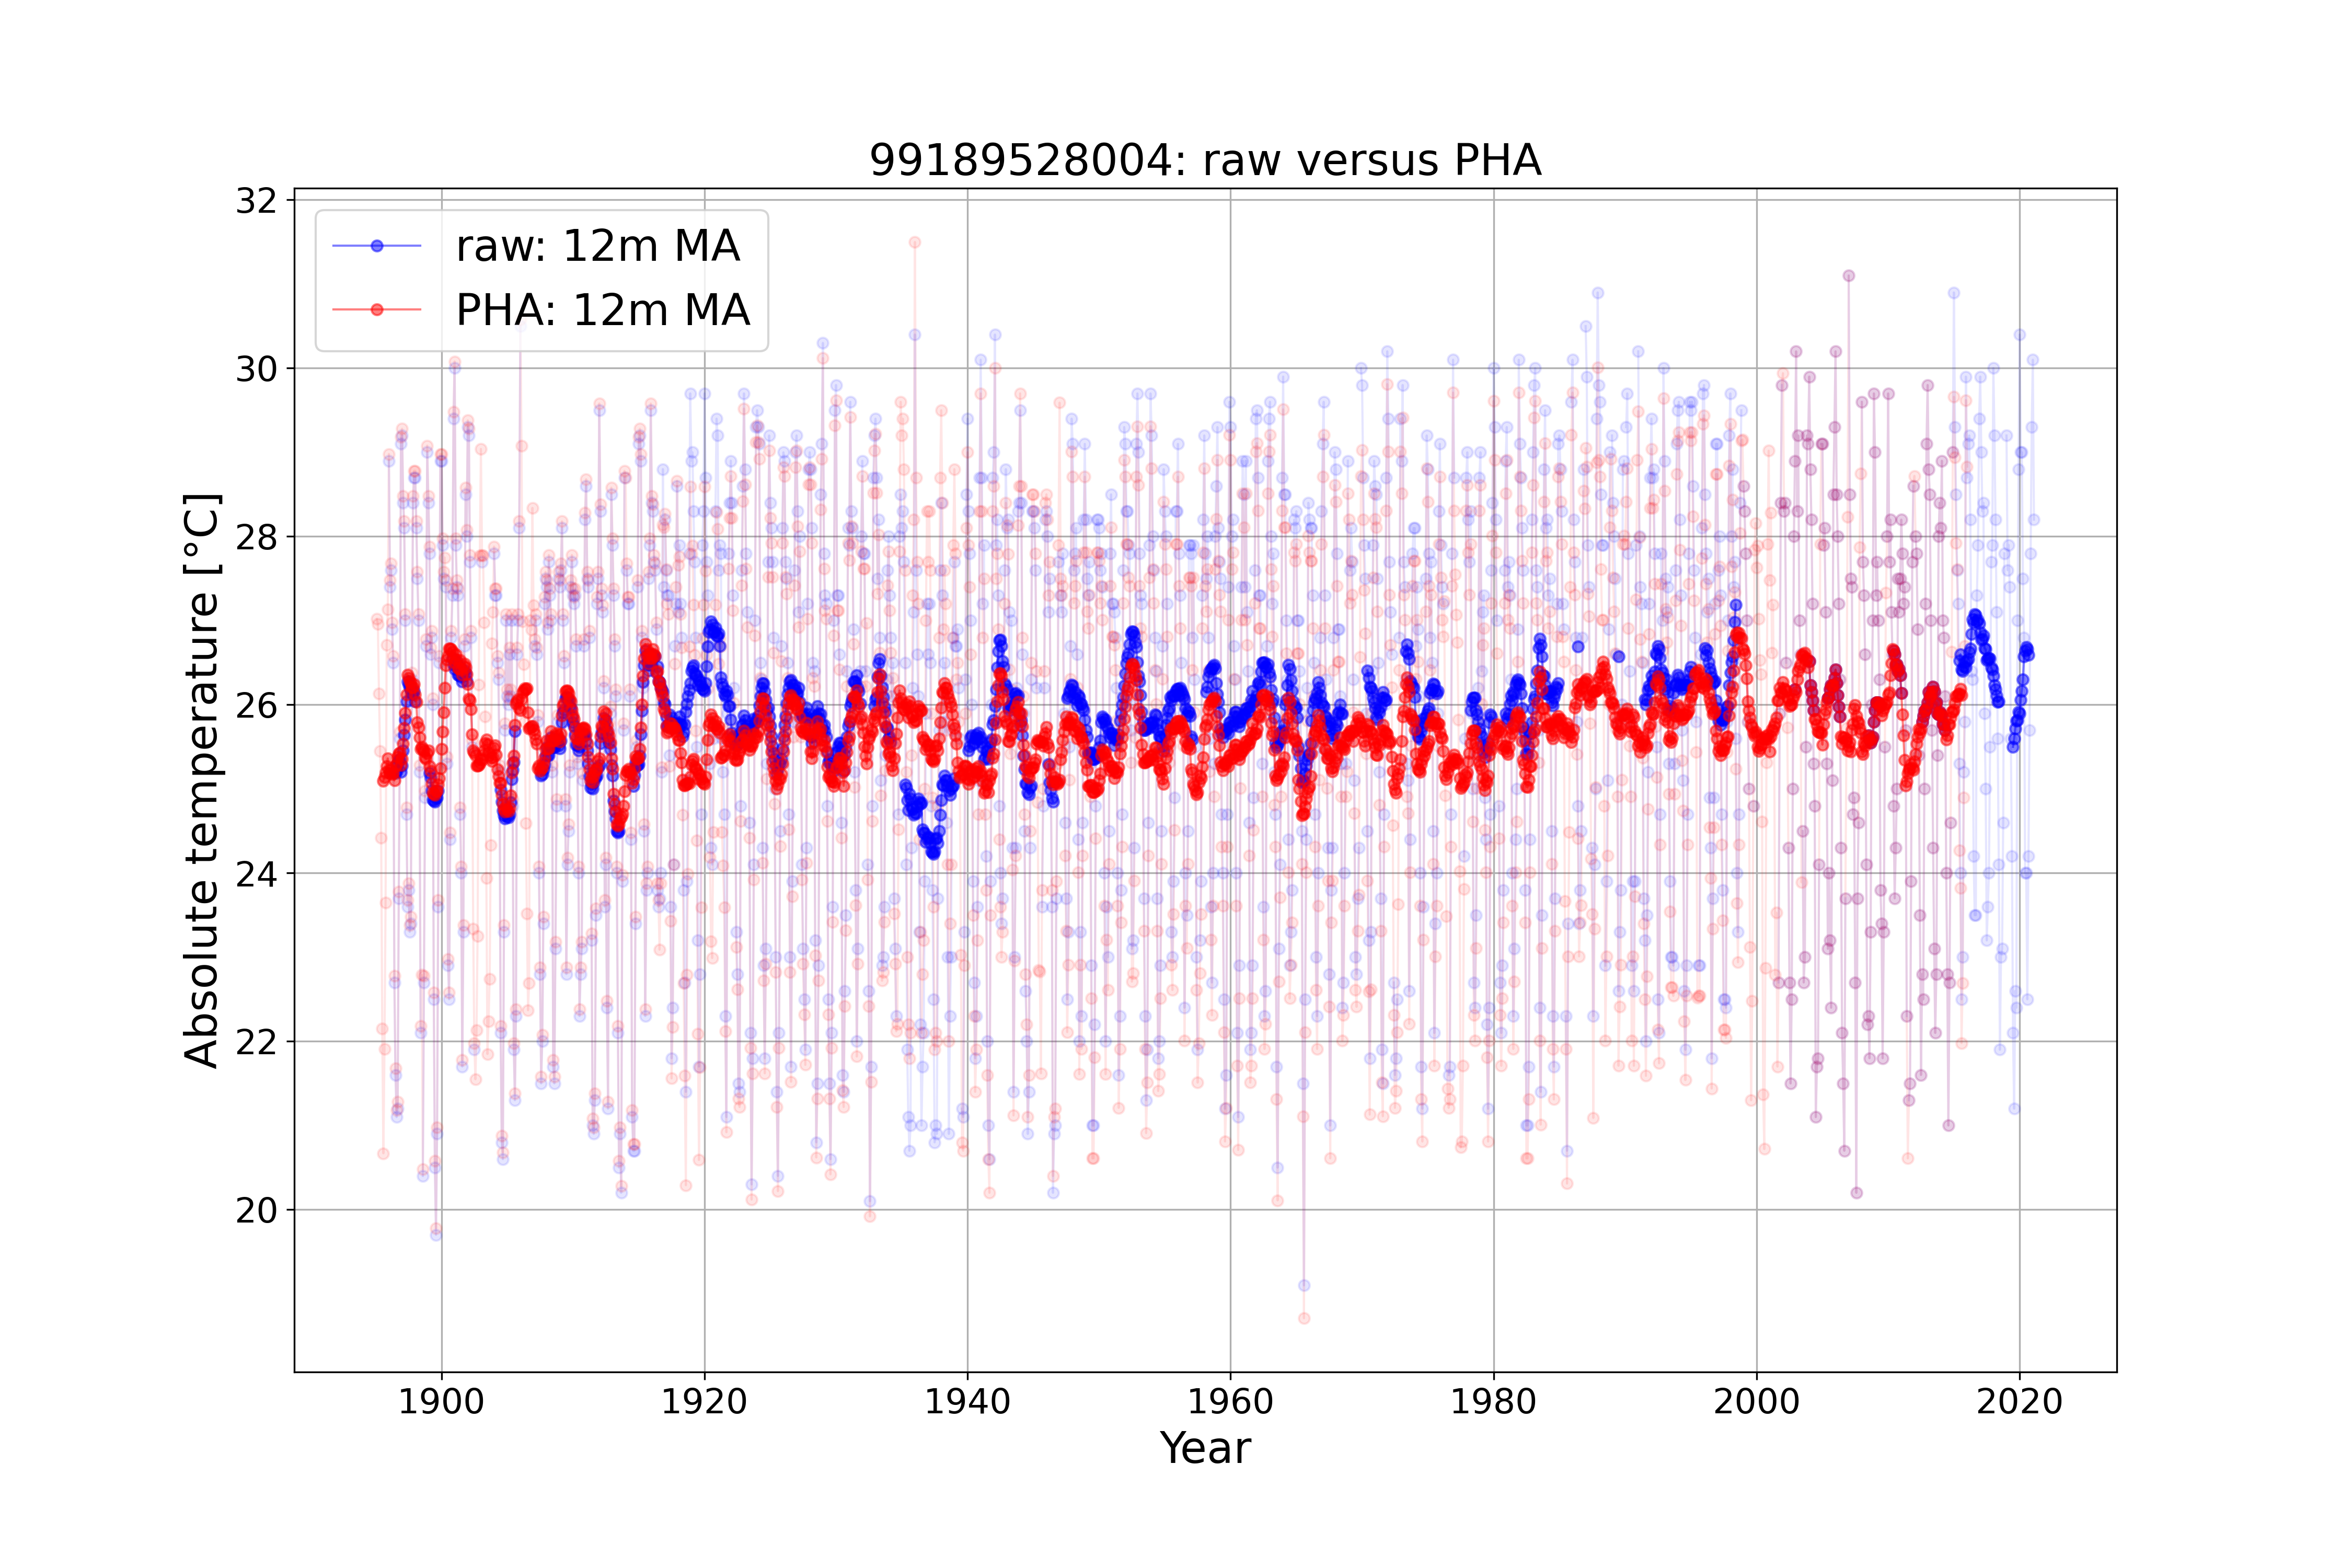 99189528004: raw versus PHA
raw: 12m MA
PHA: 12m MA
Absolute temperature [°C]
32
30
28
26
24
22
20
1900
1920
1940
1960
1980
2000
2020
Year